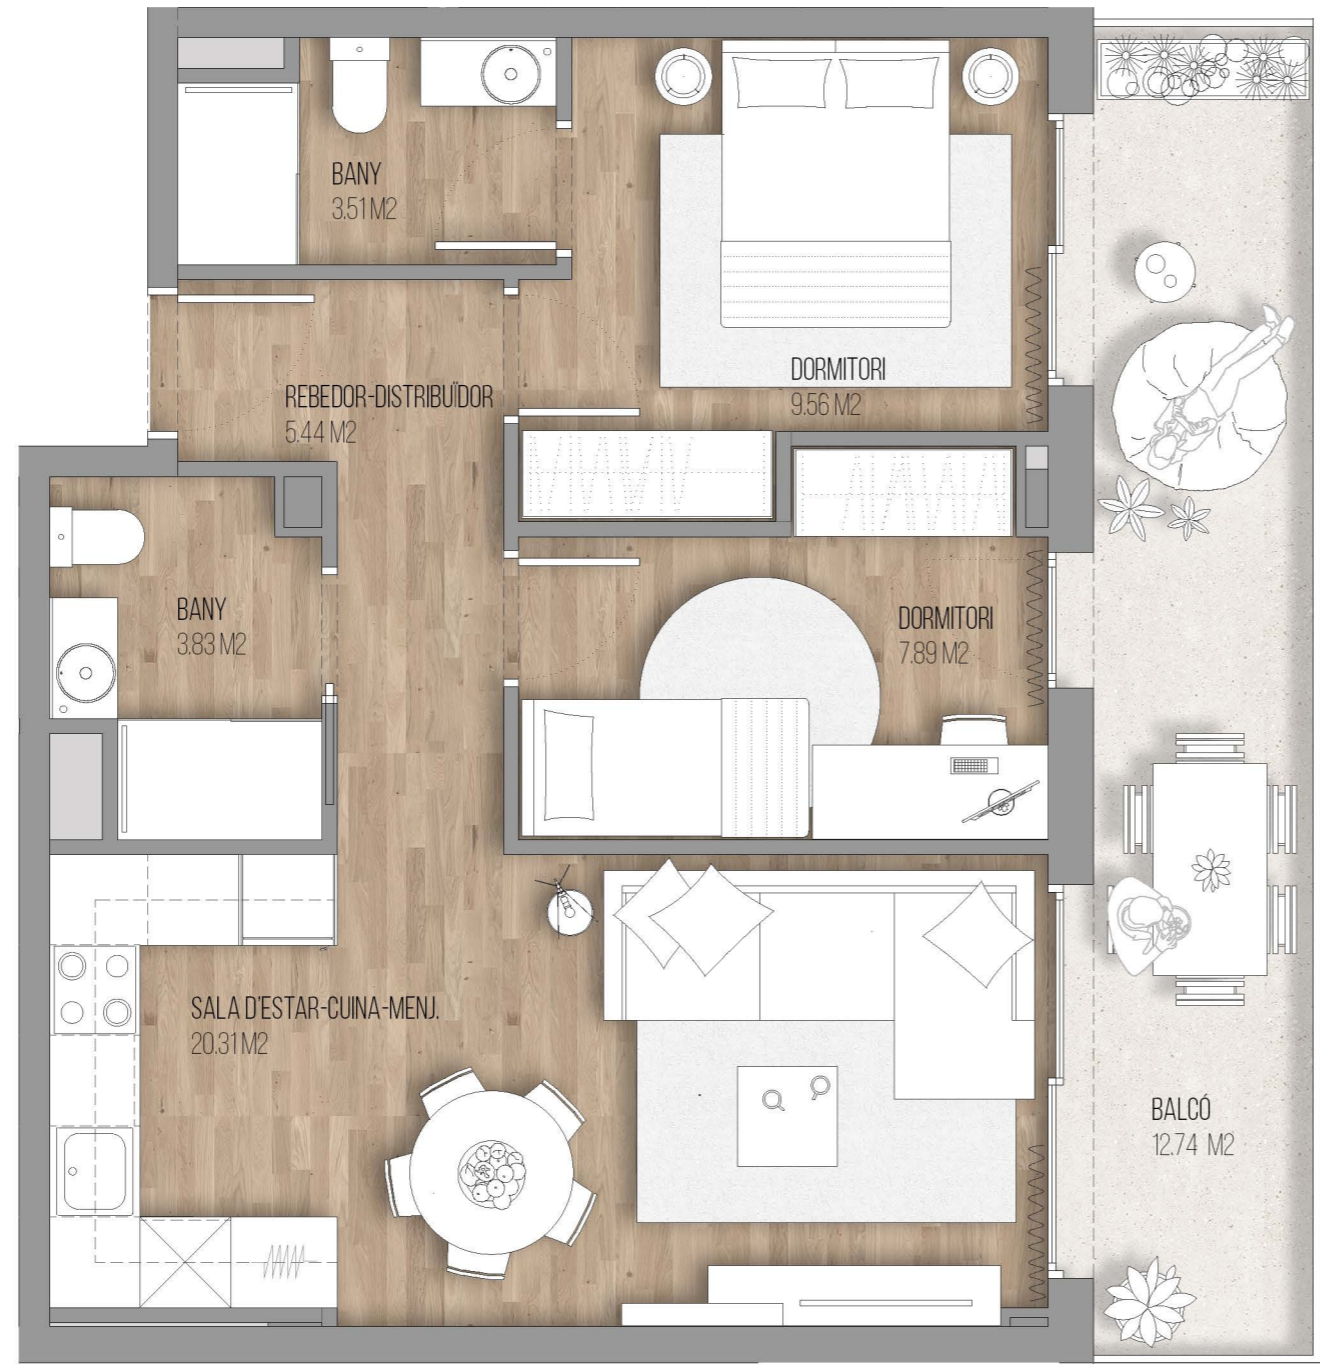 BANY
3.51 M2
DORMITORI
9.56 M2
REBEDOR-DISTRIBUÏDOR
5.44 M2
BANY
3.83 M2
DORMITORI
7.89 M2
SALA D'ESTAR-CUINA-MENJ.
20.31 M2
BALCÓ
12.74 M2